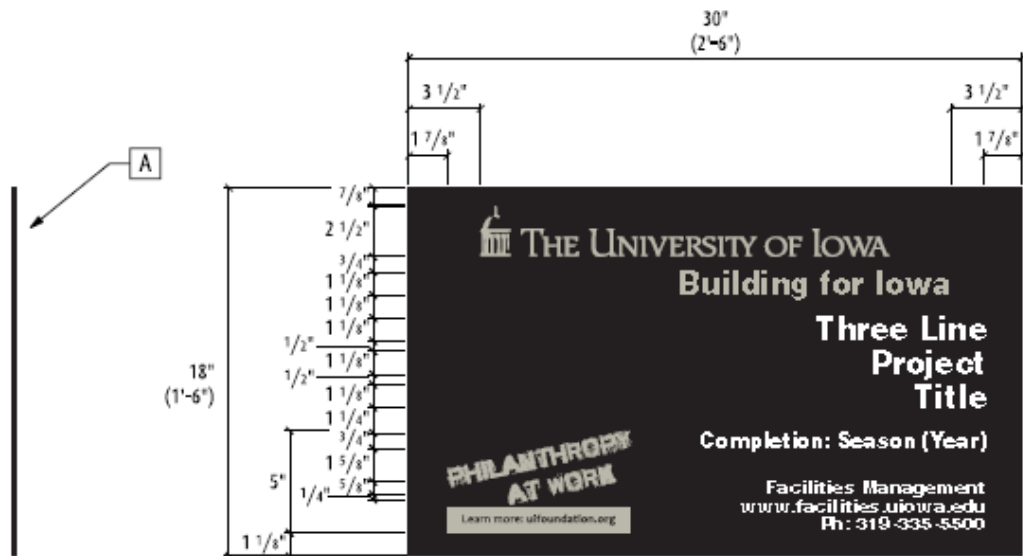 30"
(2'-6")
3 1/2"
3 1/2"
1 7/8"
1 7/8"
A
7/8"
2 1/2"
3/4"
1 1/8"
1 1/8"
1 1/8"
1/2"
1 1/8"
1/2"
1 1/8"
1 1/4"
3/4"
1 5/8"
5/8"
1/4"
1 1/8"
5"
18"
(1'-6")
THE UNIVERSITY OF IOWA
Building for Iowa
Three Line
Project
Title
Completion: Season (Year)
PHILANTHROPY
AT WORK
Learn more: uifoundation.org
Facilities Management
www.facilities.uiowa.edu
Ph: 319-335-5500